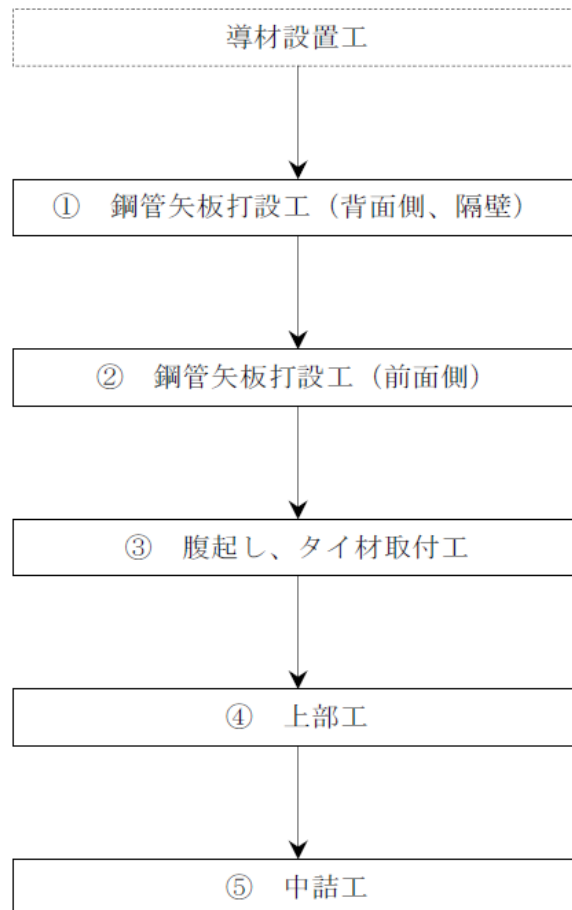 導材設置工
① 鋼管矢板打設工（背面側、隔壁）
② 鋼管矢板打設工（前面側）
③ 腹起し、タイ材取付工
④ 上部工
⑤ 中詰工